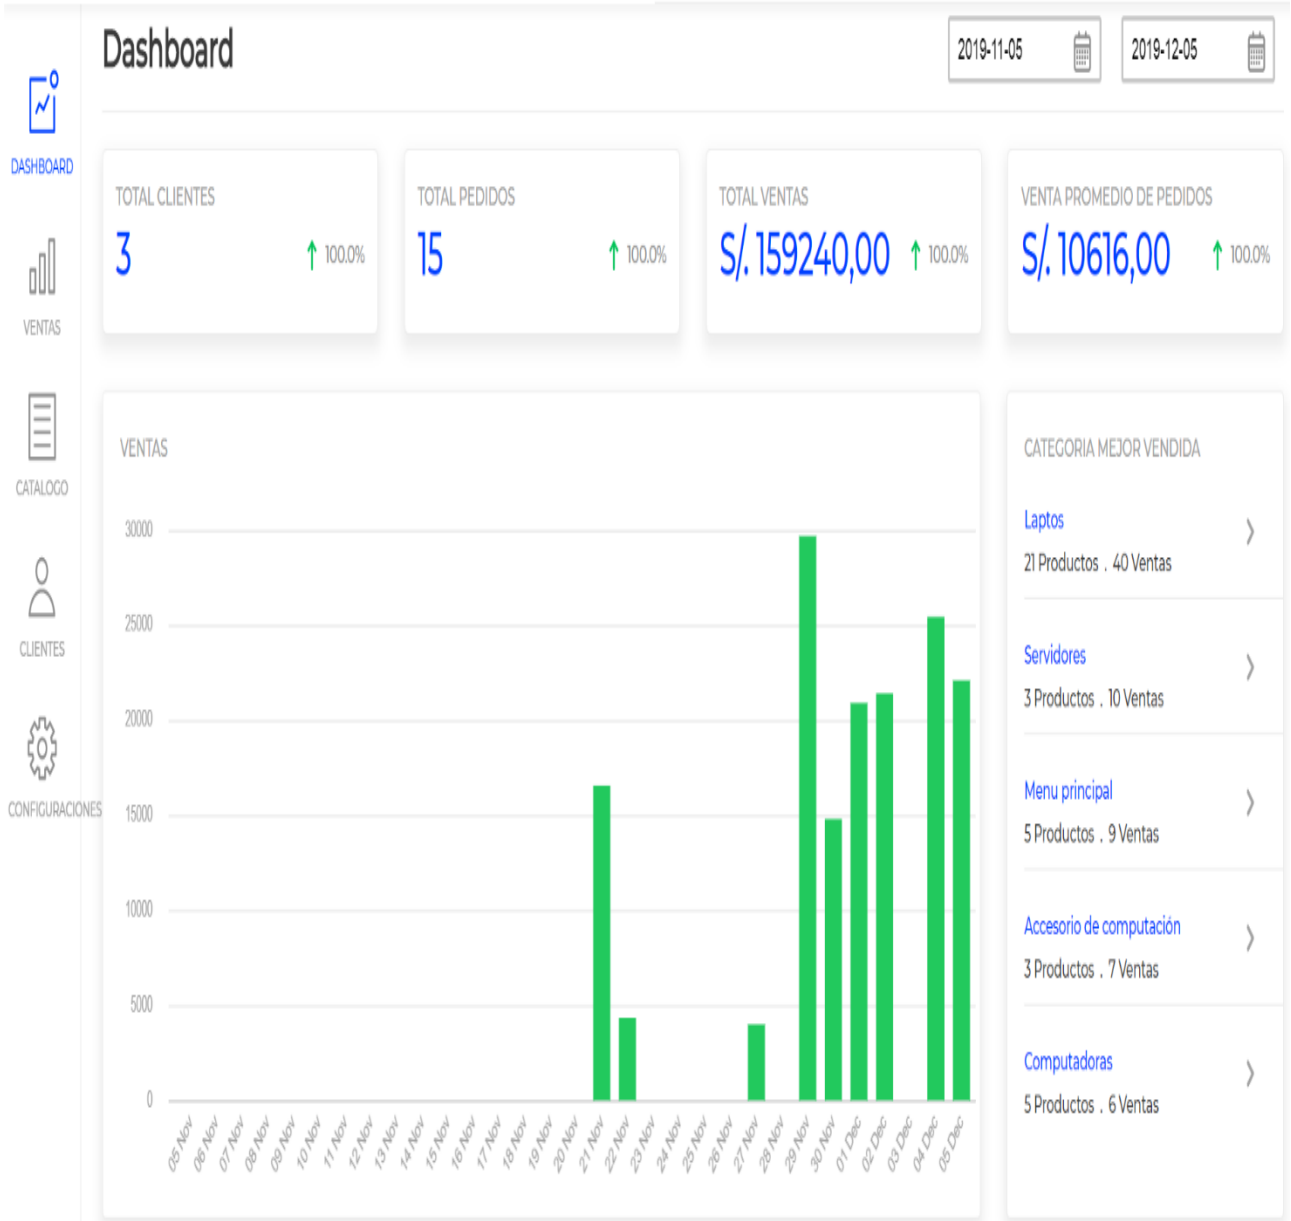 Dashboard
2019-11-05
2019-12-05
DASHBOARD
VENTAS
CATALOGO
CLIENTES
CONFIGURACIONES
TOTAL CLIENTES
3
100.0%
TOTAL PEDIDOS
15
100.0%
TOTAL VENTAS
S/. 159240,00
100.0%
VENTA PROMEDIO DE PEDIDOS
S/. 10616,00
100.0%
VENTAS
30000
25000
20000
15000
10000
5000
0
05 Nov
06 Nov
07 Nov
08 Nov
09 Nov
10 Nov
11 Nov
12 Nov
13 Nov
14 Nov
15 Nov
16 Nov
17 Nov
18 Nov
19 Nov
20 Nov
21 Nov
22 Nov
23 Nov
24 Nov
25 Nov
26 Nov
27 Nov
28 Nov
29 Nov
30 Nov
01 Dec
02 Dec
03 Dec
04 Dec
05 Dec
CATEGORIA MEJOR VENDIDA
Laptos
21 Productos . 40 Ventas
Servidores
3 Productos . 10 Ventas
Menu principal
5 Productos . 9 Ventas
Accesorio de computación
3 Productos . 7 Ventas
Computadoras
5 Productos . 6 Ventas